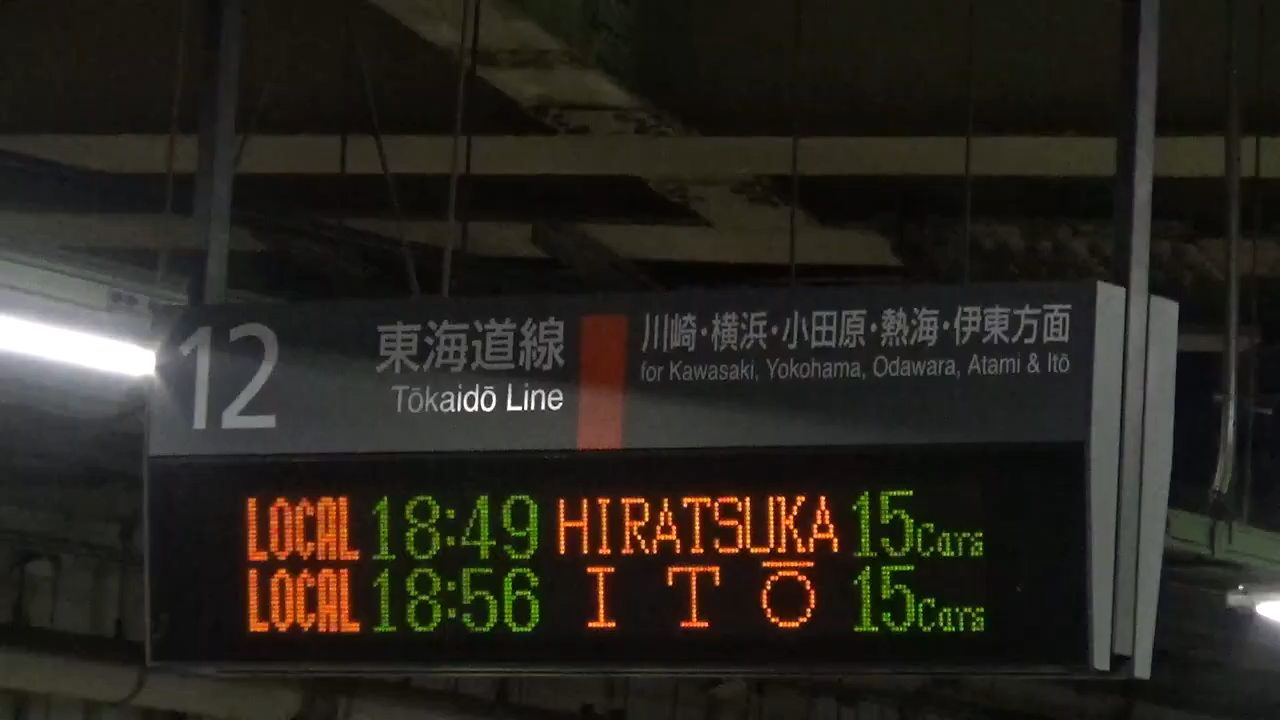 12 東海道線 川崎・横浜・小田原・熱海・伊東方面
Tōkaidō Line for Kawasaki, Yokohama, Odawara, Atami & Itō
LOCAL 18:49 HIRATSUKA 15Cars
LOCAL 18:56 ITŌ 15Cars